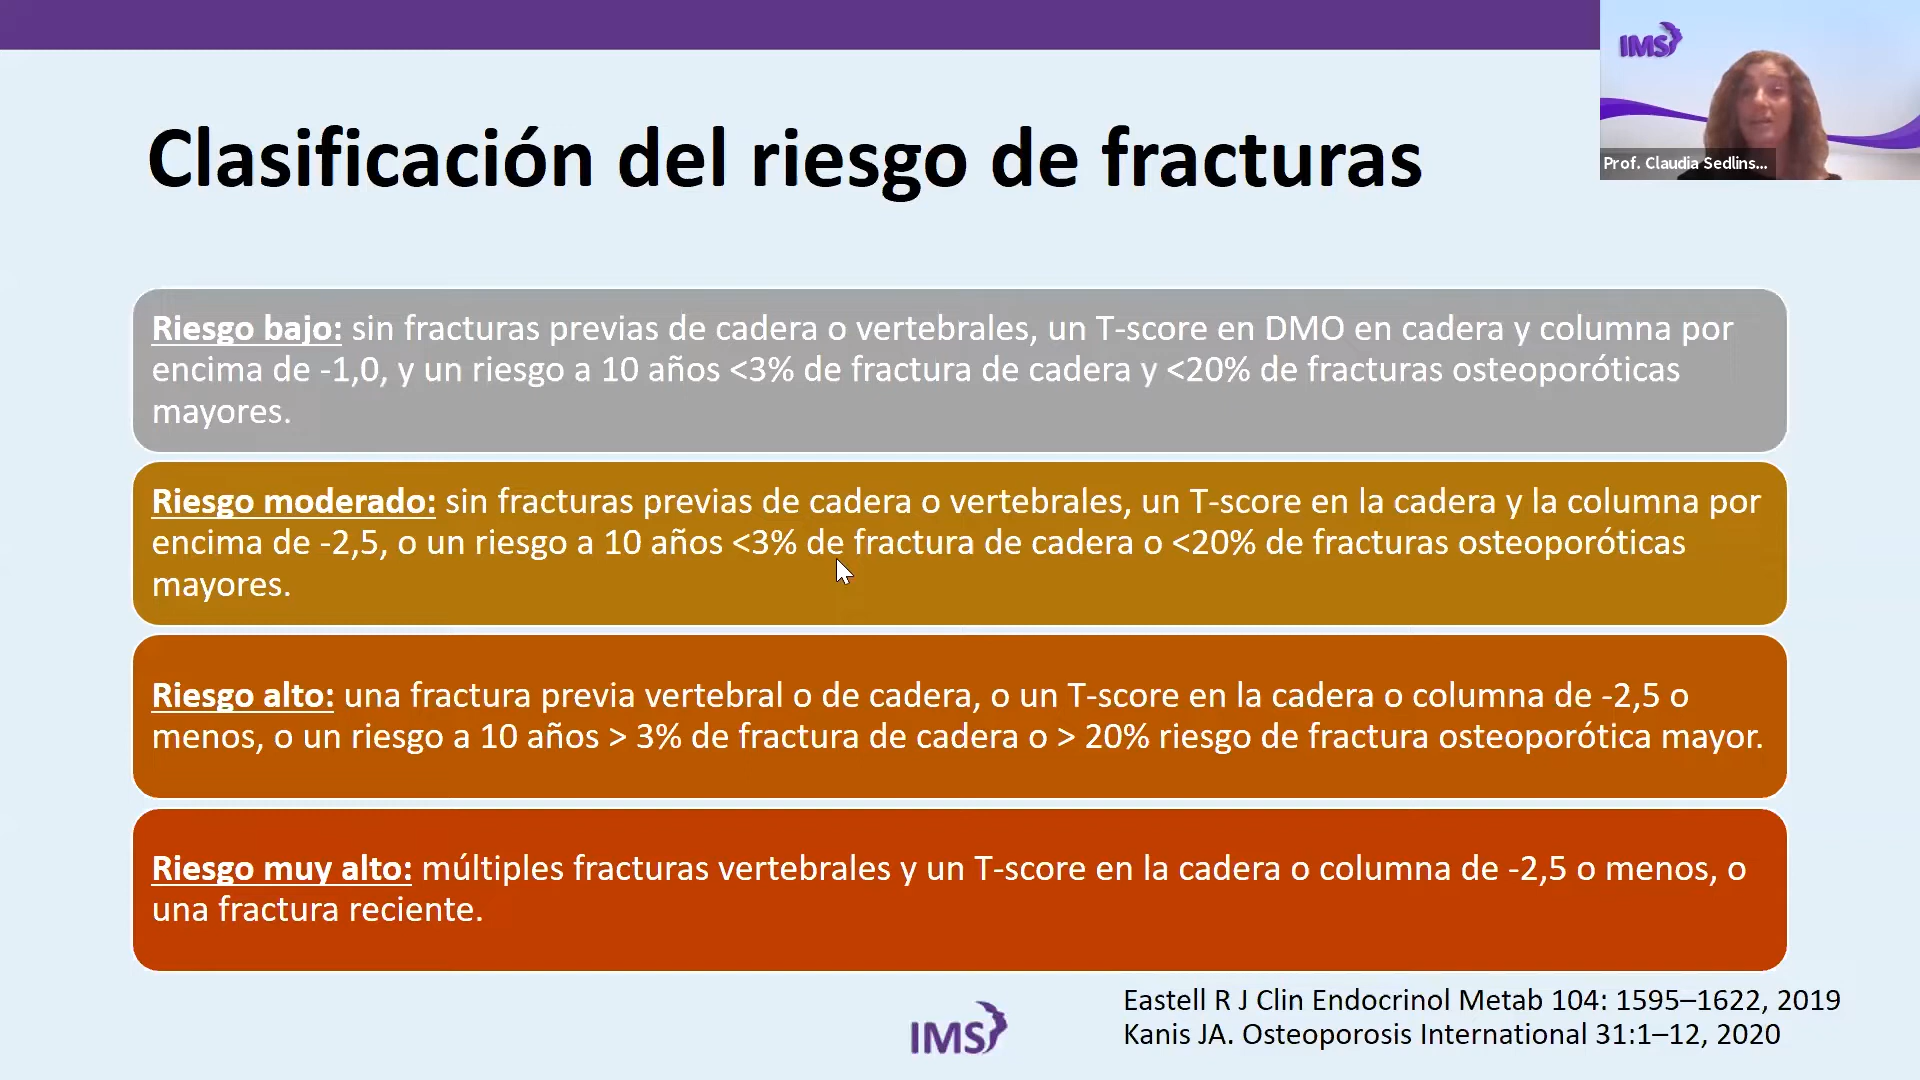 IMS
Prof. Claudia Sedlins...
Clasificación del riesgo de fracturas
Riesgo bajo: sin fracturas previas de cadera o vertebrales, un T-score en DMO en cadera y columna por
encima de -1,0, y un riesgo a 10 años <3% de fractura de cadera y <20% de fracturas osteoporóticas
mayores.
Riesgo moderado: sin fracturas previas de cadera o vertebrales, un T-score en la cadera y la columna por
encima de -2,5, o un riesgo a 10 años <3% de fractura de cadera o <20% de fracturas osteoporóticas
mayores.
Riesgo alto: una fractura previa vertebral o de cadera, o un T-score en la cadera o columna de -2,5 o
menos, o un riesgo a 10 años > 3% de fractura de cadera o > 20% riesgo de fractura osteoporótica mayor.
Riesgo muy alto: múltiples fracturas vertebrales y un T-score en la cadera o columna de -2,5 o menos, o
una fractura reciente.
IMS
Eastell R J Clin Endocrinol Metab 104: 1595–1622, 2019
Kanis JA. Osteoporosis International 31:1–12, 2020